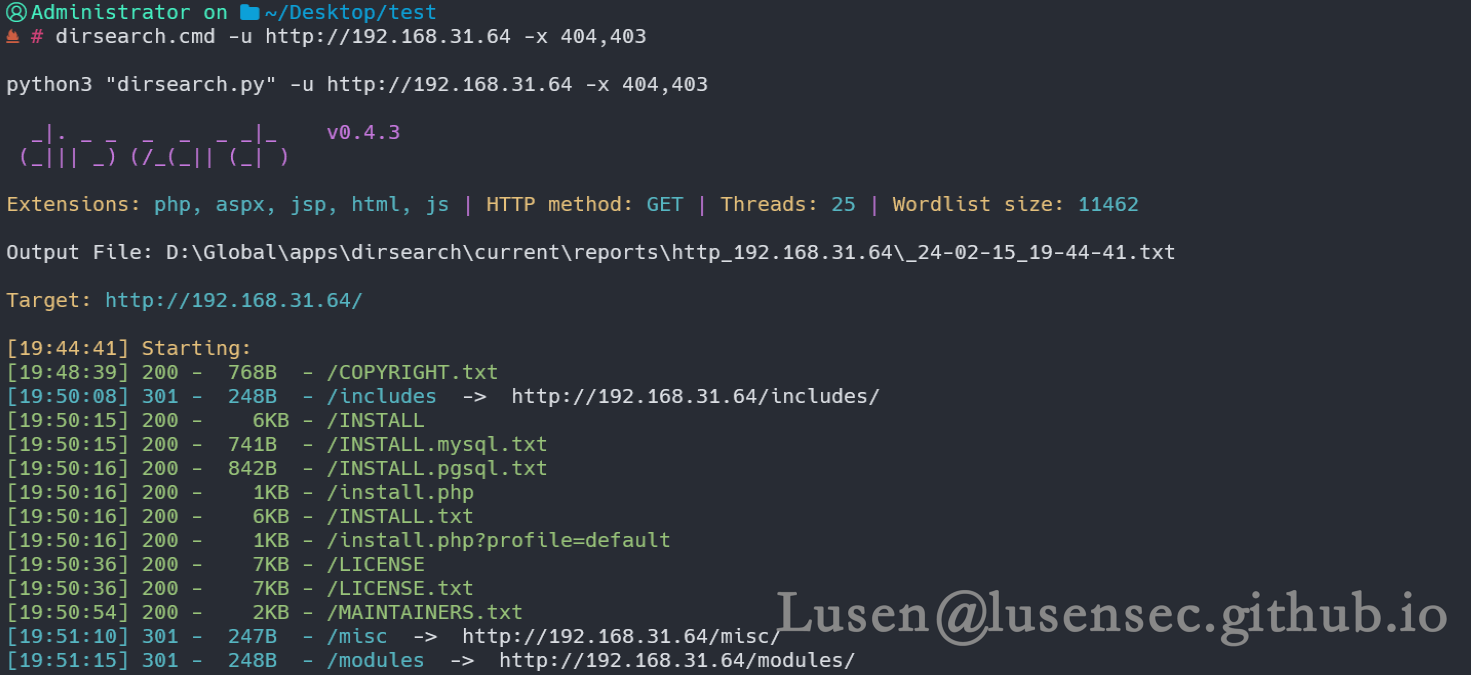 Administrator on ~/Desktop/test
# dirsearch.cmd -u http://192.168.31.64 -x 404,403
python3 "dirsearch.py" -u http://192.168.31.64 -x 404,403
_|. _ _  _  _  _ _|_    v0.4.3
(_||| _) (/_(_|| (_| )
Extensions: php, aspx, jsp, html, js | HTTP method: GET | Threads: 25 | Wordlist size: 11462
Output File: D:\Global\apps\dirsearch\current\reports\http_192.168.31.64\_24-02-15_19-44-41.txt
Target: http://192.168.31.64/
[19:44:41] Starting:
[19:48:39] 200 -  768B  - /COPYRIGHT.txt
[19:50:08] 301 -  248B  - /includes  ->  http://192.168.31.64/includes/
[19:50:15] 200 -    6KB - /INSTALL
[19:50:15] 200 -  741B  - /INSTALL.mysql.txt
[19:50:16] 200 -  842B  - /INSTALL.pgsql.txt
[19:50:16] 200 -    1KB - /install.php
[19:50:16] 200 -    6KB - /INSTALL.txt
[19:50:16] 200 -    1KB - /install.php?profile=default
[19:50:36] 200 -    7KB - /LICENSE
[19:50:36] 200 -    7KB - /LICENSE.txt
[19:50:54] 200 -    2KB - /MAINTAINERS.txt
[19:51:10] 301 -  247B  - /misc  ->  http://192.168.31.64/misc/
[19:51:15] 301 -  248B  - /modules  ->  http://192.168.31.64/modules/
Lusen@lusensec.github.io